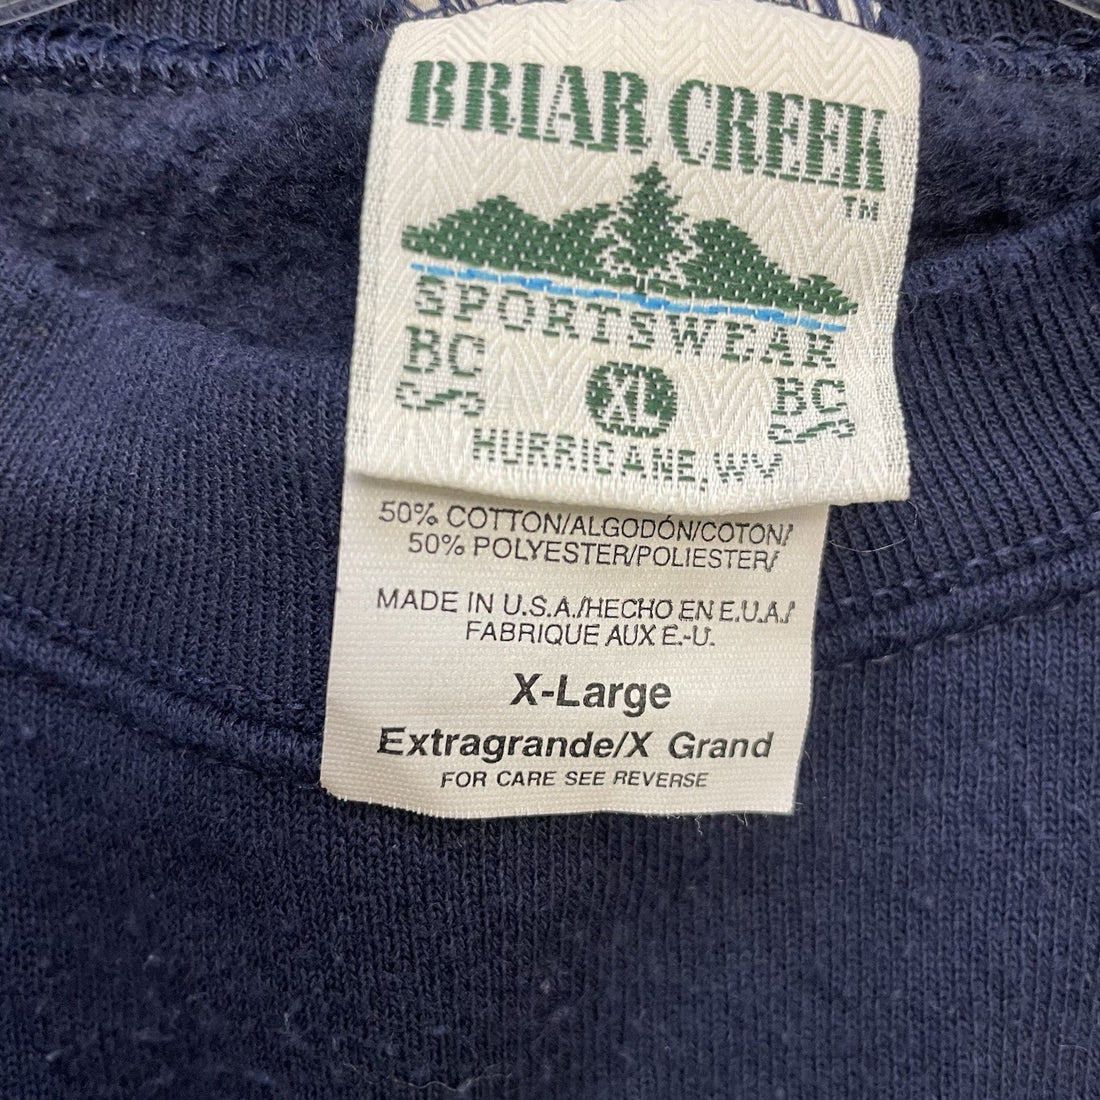 BRIAR CREEK
TM
SPORTSWEAR
BC XL BC
HURRICANE, WV
50% COTTON/ALGODÓN/COTON/
50% POLYESTER/POLIESTER/
MADE IN U.S.A./HECHO EN E.U.A./
FABRIQUE AUX E.-U.
X-Large
Extragrande/X Grand
FOR CARE SEE REVERSE